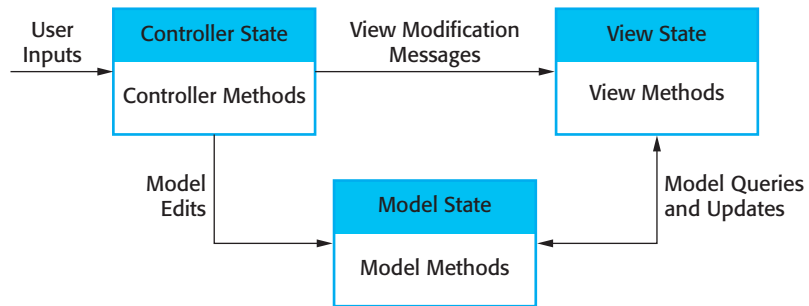 User
Inputs
Controller State
Controller Methods
View Modification
Messages
View State
View Methods
Model
Edits
Model State
Model Methods
Model Queries
and Updates